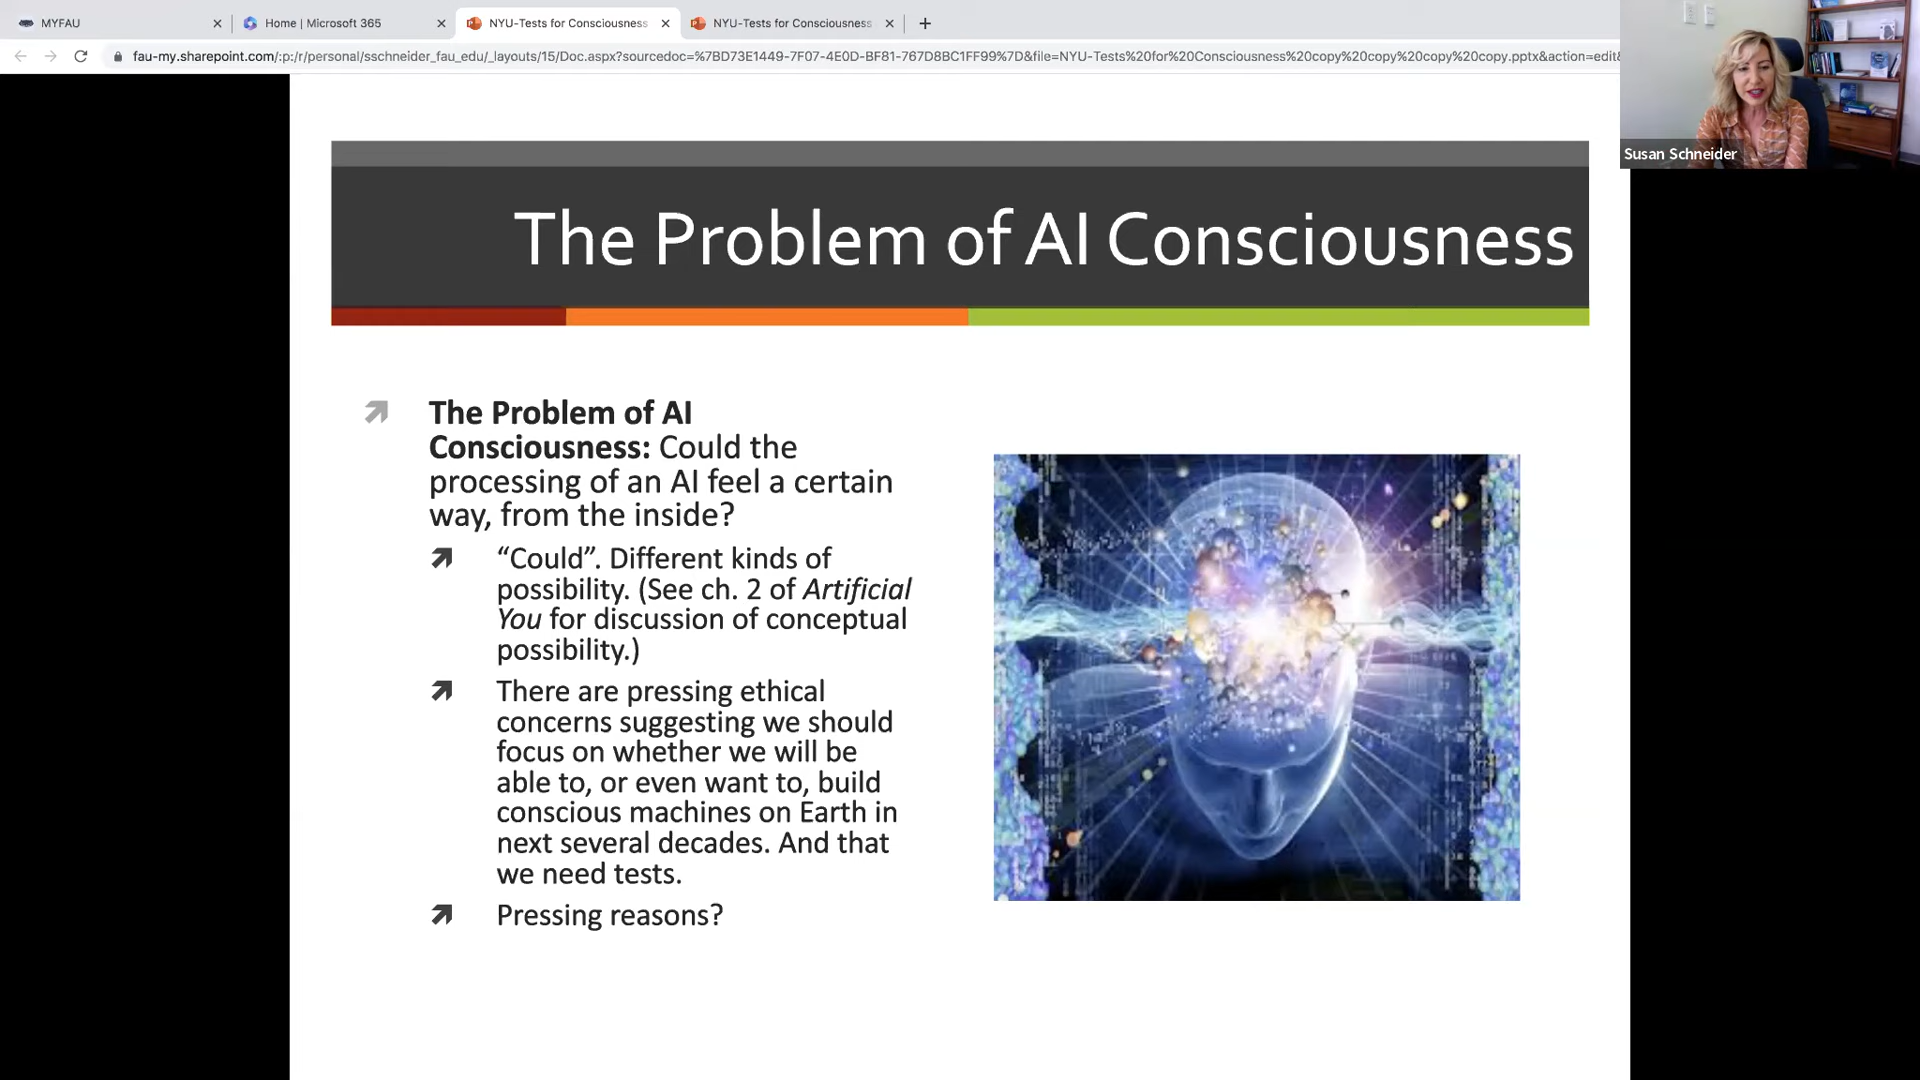 MYFAU
Home | Microsoft 365
NYU-Tests for Consciousness
NYU-Tests for Consciousness
fau-my.sharepoint.com/:p:/r/personal/sschneider_fau_edu/_layouts/15/Doc.aspx?sourcedoc=%7BD73E1449-7F07-4E0D-BF81-767D8BC1FF99%7D&file=NYU-Tests%20for%20Consciousness%20copy%20copy%20copy%20copy.pptx&action=edit&
Susan Schneider
The Problem of AI Consciousness
The Problem of AI
Consciousness: Could the
processing of an AI feel a certain
way, from the inside?
“Could”. Different kinds of
possibility. (See ch. 2 of Artificial
You for discussion of conceptual
possibility.)
There are pressing ethical
concerns suggesting we should
focus on whether we will be
able to, or even want to, build
conscious machines on Earth in
next several decades. And that
we need tests.
Pressing reasons?